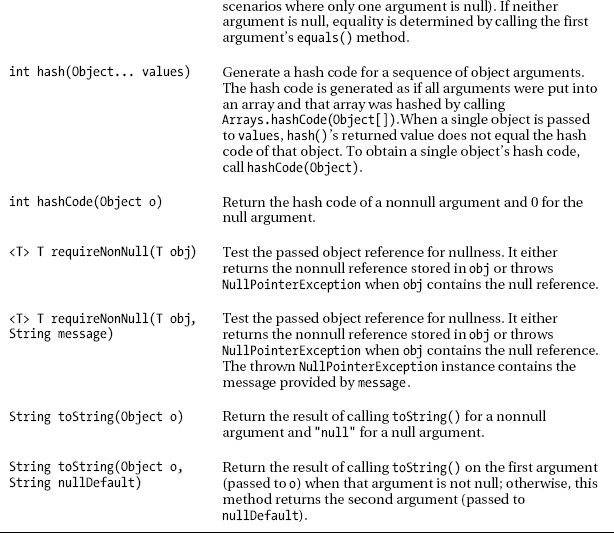 scenarios where only one argument is null). If neither
argument is null, equality is determined by calling the first
argument's equals() method.
int hash(Object... values)
Generate a hash code for a sequence of object arguments.
The hash code is generated as if all arguments were put into
an array and that array was hashed by calling
Arrays.hashCode(Object[]).When a single object is passed
to values, hash()'s returned value does not equal the hash
code of that object. To obtain a single object's hash code,
call hashCode(Object).
int hashCode(Object o)
Return the hash code of a nonnull argument and 0 for the
null argument.
<T> T requireNonNull(T obj)
Test the passed object reference for nullness. It either
returns the nonnull reference stored in obj or throws
NullPointerException when obj contains the null reference.
<T> T requireNonNull(T obj,
String message)
Test the passed object reference for nullness. It either
returns the nonnull reference stored in obj or throws
NullPointerException when obj contains the null reference.
The thrown NullPointerException instance contains the
message provided by message.
String toString(Object o)
Return the result of calling toString() for a nonnull
argument and "null" for a null argument.
String toString(Object o,
String nullDefault)
Return the result of calling toString() on the first argument
(passed to o) when that argument is not null; otherwise, this
method returns the second argument (passed to
nullDefault).